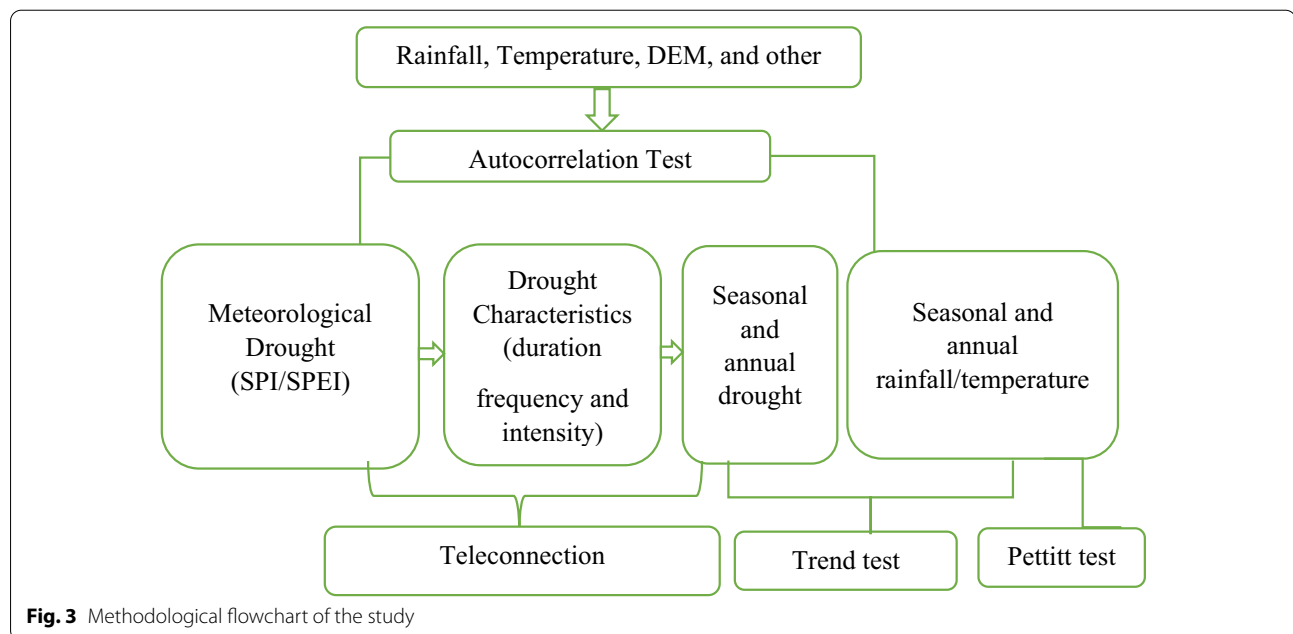 Rainfall, Temperature, DEM, and other
Autocorrelation Test
Meteorological
Drought
(SPI/SPEI)
Drought
Characteristics
(duration
frequency and
intensity)
Seasonal
and
annual
drought
Seasonal and
annual
rainfall/temperature
Teleconnection
Trend test
Pettitt test
Fig. 3 Methodological flowchart of the study